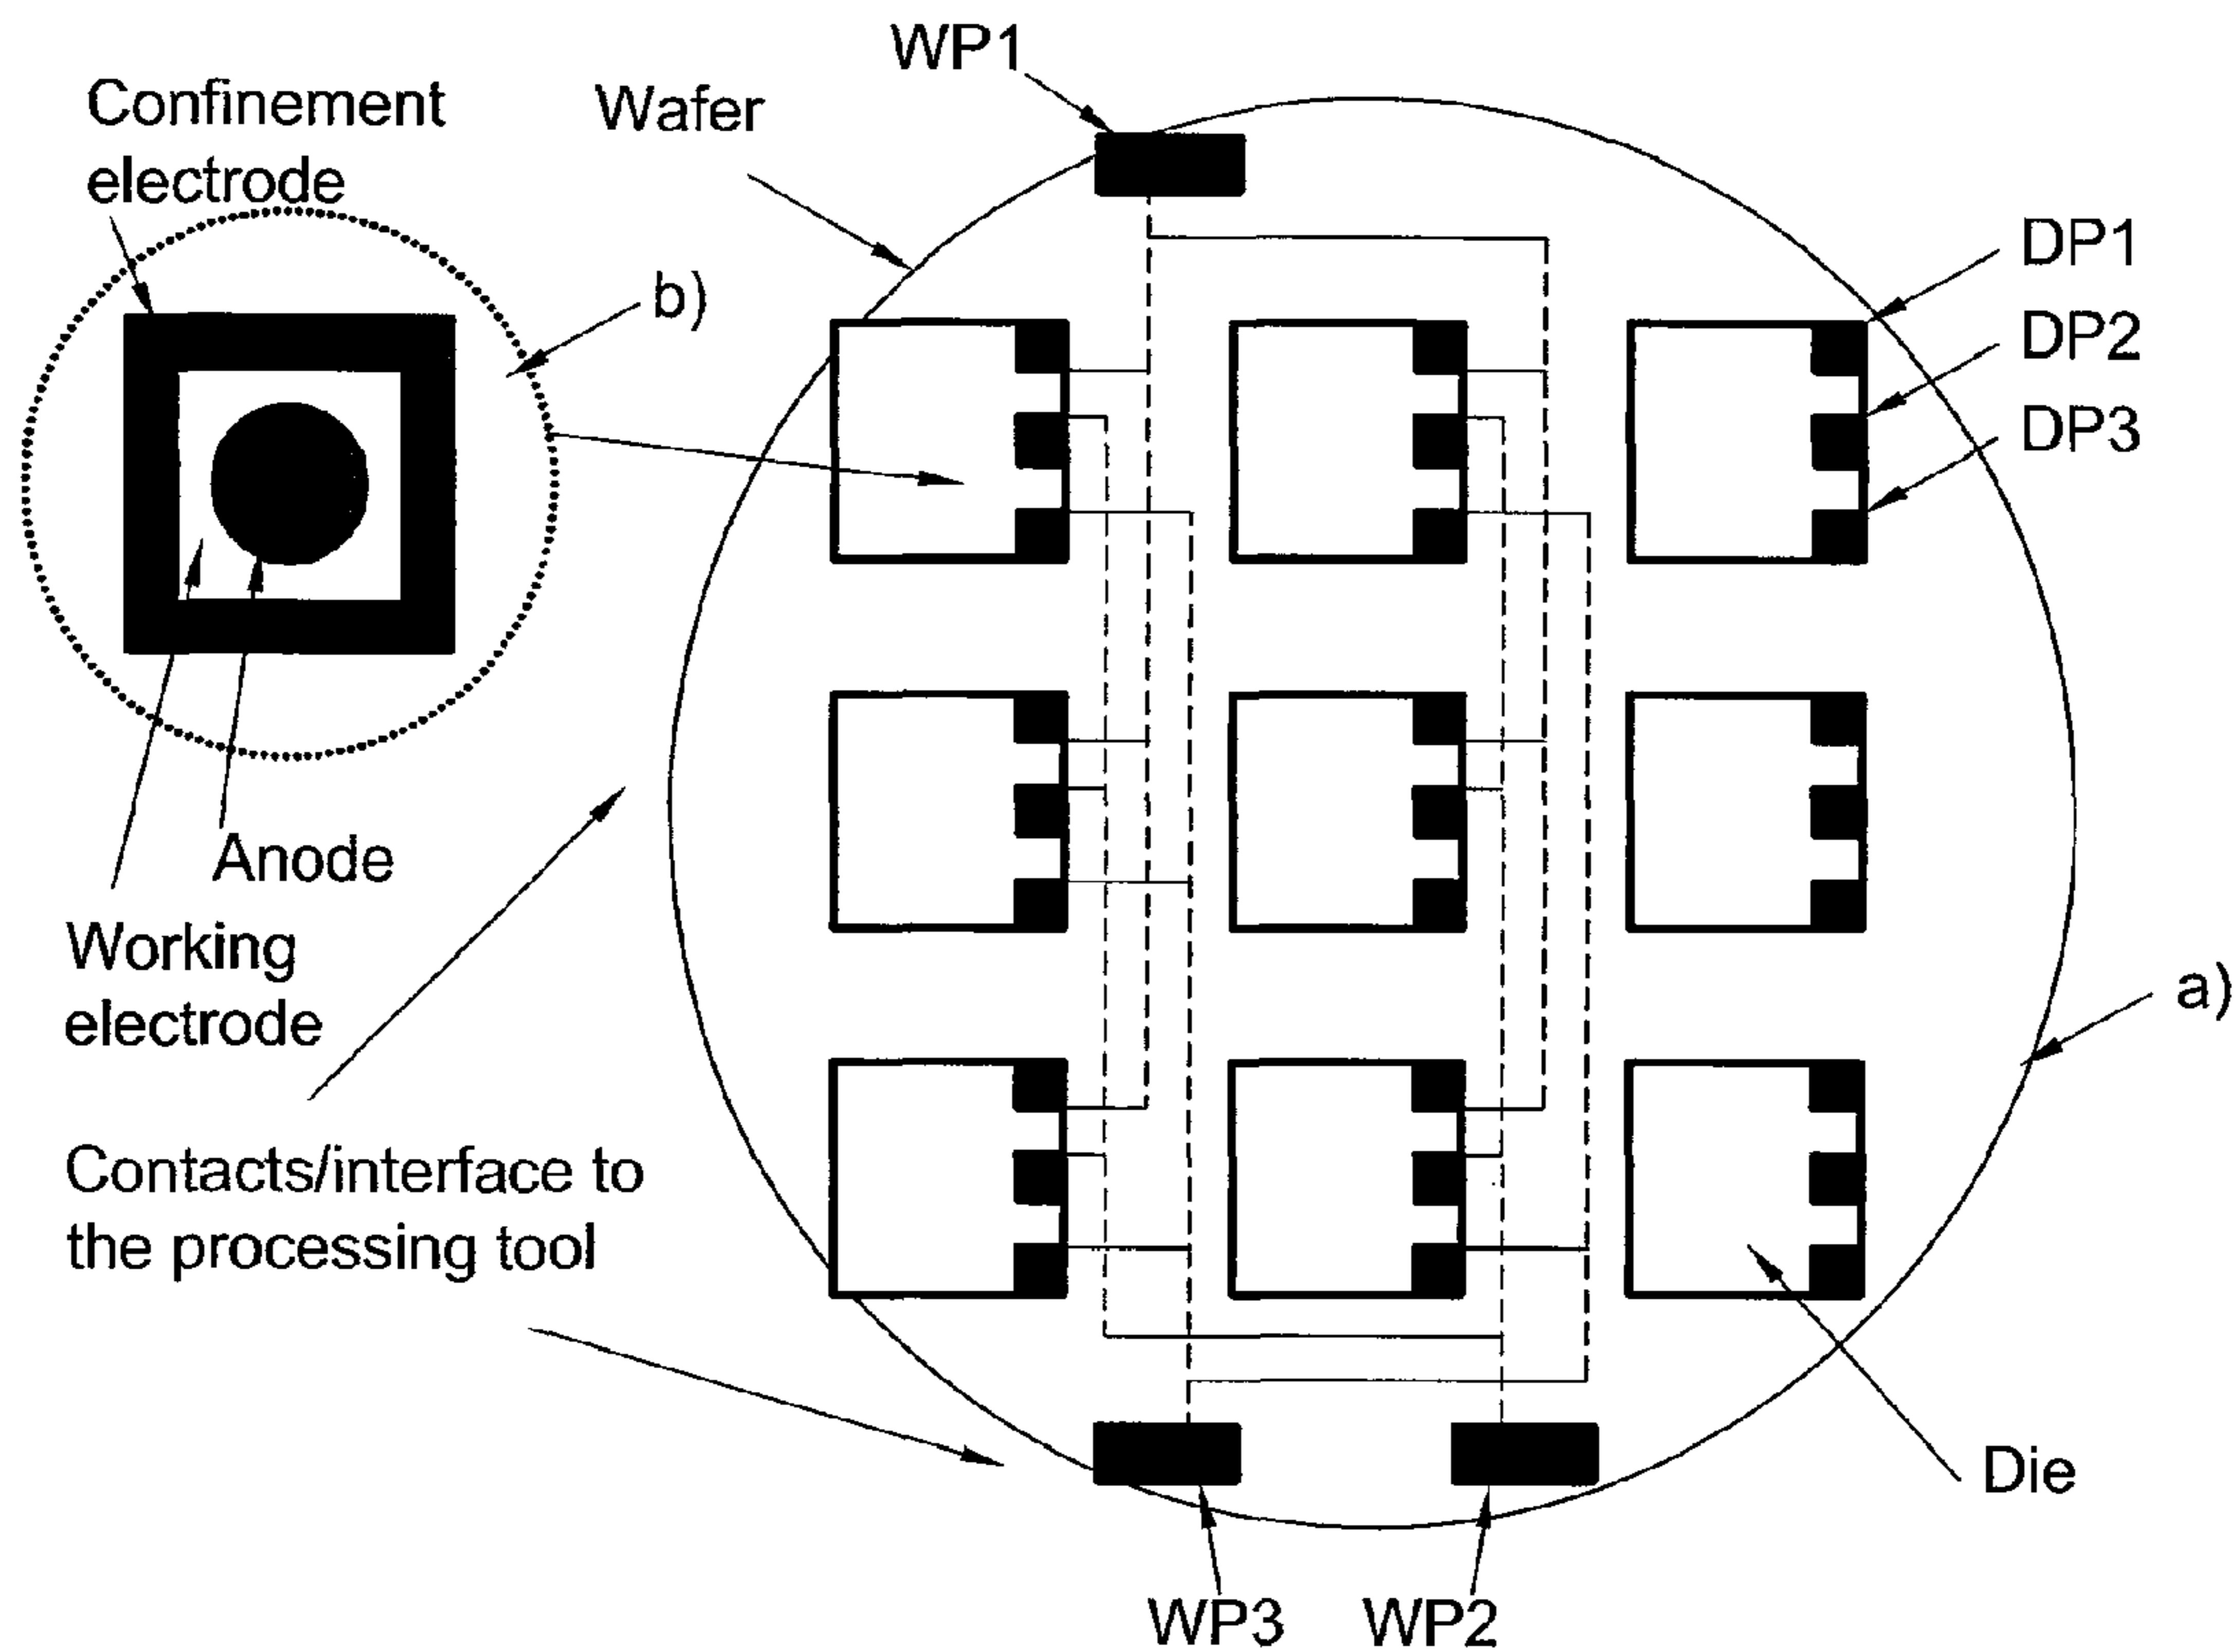 WP1
Confinement
electrode
Wafer
b)
DP1
DP2
DP3
Anode
Working
electrode
a)
Contacts/interface to
the processing tool
Die
WP3
WP2